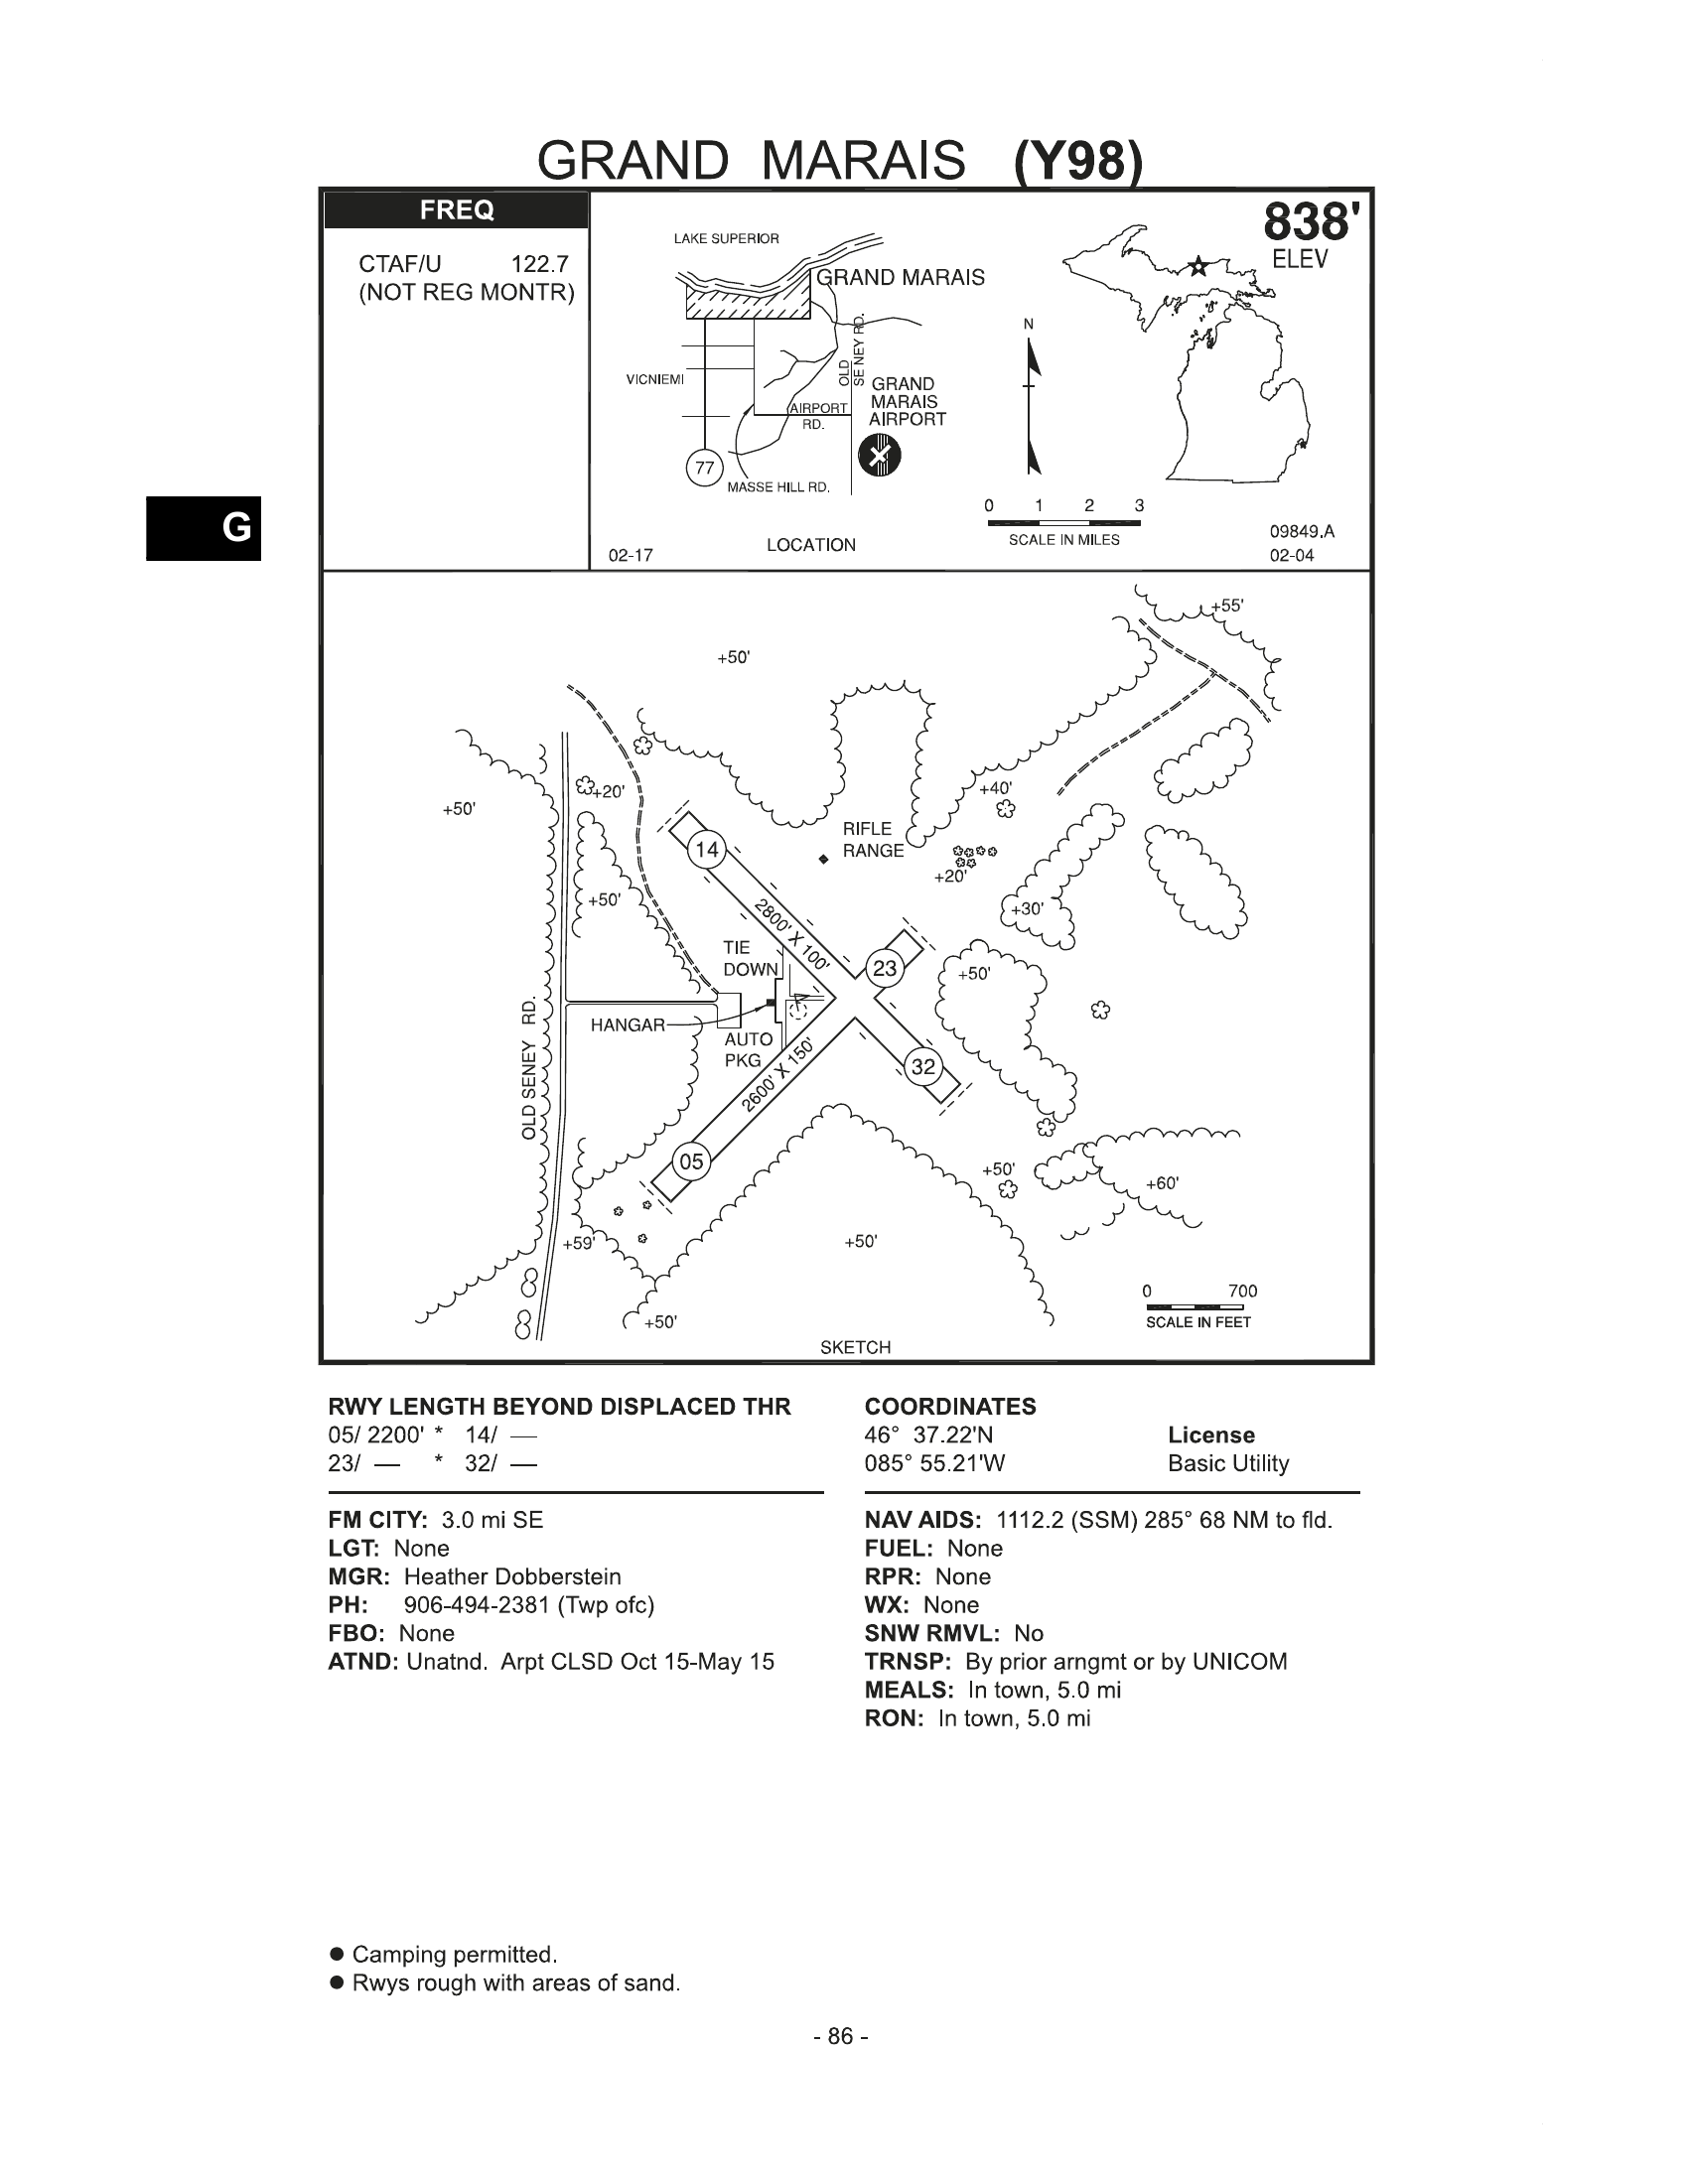 GRAND MARAIS (Y98)
FREQ
CTAF/U 122.7
(NOT REG MONTR)
LAKE SUPERIOR
GRAND MARAIS
OLD
SENEY RD.
VICNIEMI
GRAND
MARAIS
AIRPORT
AIRPORT
RD.
77
MASSE HILL RD.
N
0 1 2 3
SCALE IN MILES
838'
ELEV
02-17
LOCATION
09849.A
02-04
G
+55'
+50'
+50'
+20'
+40'
RIFLE
RANGE
+20'
14
+50'
+30'
2800' X 100'
TIE
DOWN
23
+50'
OLD SENEY RD.
HANGAR
AUTO
PKG
2600' X 150'
32
05
+50'
+60'
+59'
+50'
+50'
0 700
SCALE IN FEET
SKETCH
RWY LENGTH BEYOND DISPLACED THR
05/ 2200' * 14/ —
23/ — * 32/ —
COORDINATES
46° 37.22'N
085° 55.21'W
License
Basic Utility
FM CITY: 3.0 mi SE
LGT: None
MGR: Heather Dobberstein
PH: 906-494-2381 (Twp ofc)
FBO: None
ATND: Unatnd. Arpt CLSD Oct 15-May 15
NAV AIDS: 1112.2 (SSM) 285° 68 NM to fld.
FUEL: None
RPR: None
WX: None
SNW RMVL: No
TRNSP: By prior arngmt or by UNICOM
MEALS: In town, 5.0 mi
RON: In town, 5.0 mi
● Camping permitted.
● Rwys rough with areas of sand.
- 86 -